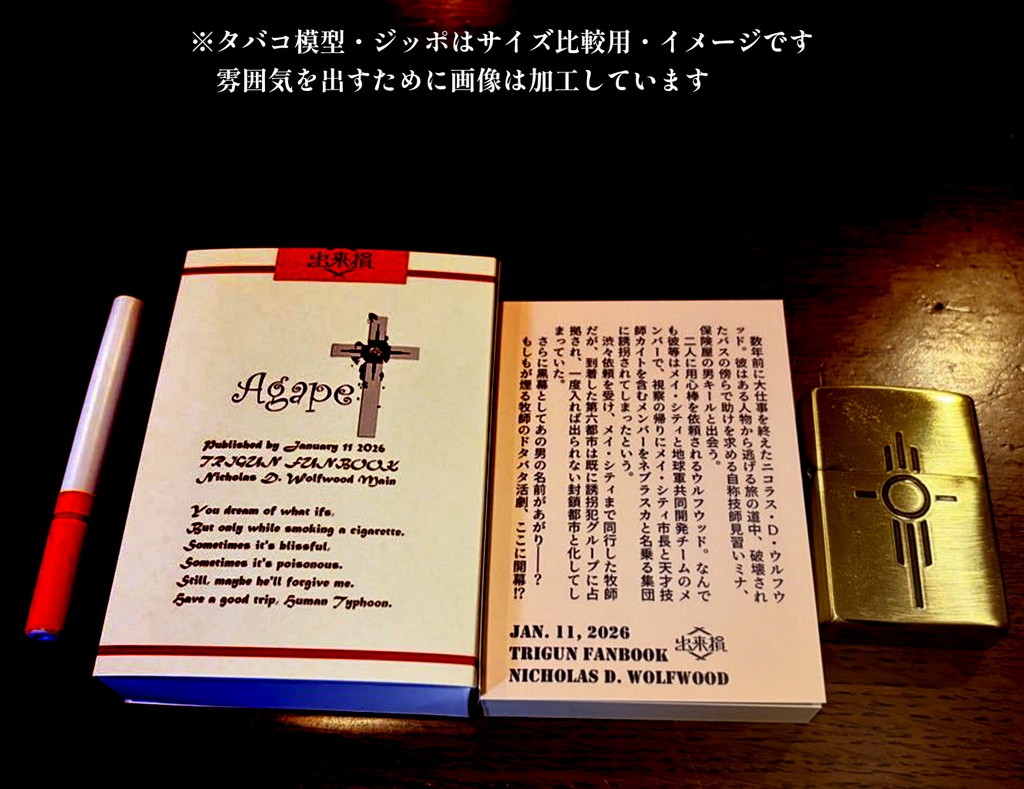 ※タバコ模型・ジッポはサイズ比較用・イメージです
雰囲気を出すために画像は加工しています
出来損
Agape
Published by January 11 2026
TRIGUN FUNBOOK
Nicholas D. Wolfwood Main
You dream of what ifs,
But only while smoking a cigarette.
Sometimes it's blissful,
Sometimes it's poisonous.
Still, maybe he'll forgive me.
Have a good trip, Human Typhoon.
数年前に大仕事を終えたニコラス・D・ウルフウ
ッド。彼はある人物から逃げる旅の道中、破壊され
たバスの傍らで助けを求める自称技師見習いミナ、
保険屋の男キールと出会う。
二人に用心棒を依頼されるウルフウッド。なんで
も彼等はメイ・シティと地球軍共同開発チームのメ
ンバーで、視察の帰りにメイ・シティ市長と天才技
師カイトを含むメンバーをネブラスカと名乗る集団
に誘拐されてしまったという。
渋々依頼を受け、メイ・シティまで同行した牧師
だが、到着した第六都市は既に誘拐犯グループに占
拠され、一度入れば出られない封鎖都市と化してし
まっていた。
さらに黒幕としてあの男の名前があがり――?
もしもが煙る牧師のドタバタ活劇、ここに開幕!?
JAN. 11, 2026
TRIGUN FANBOOK
NICHOLAS D. WOLFWOOD
出来損